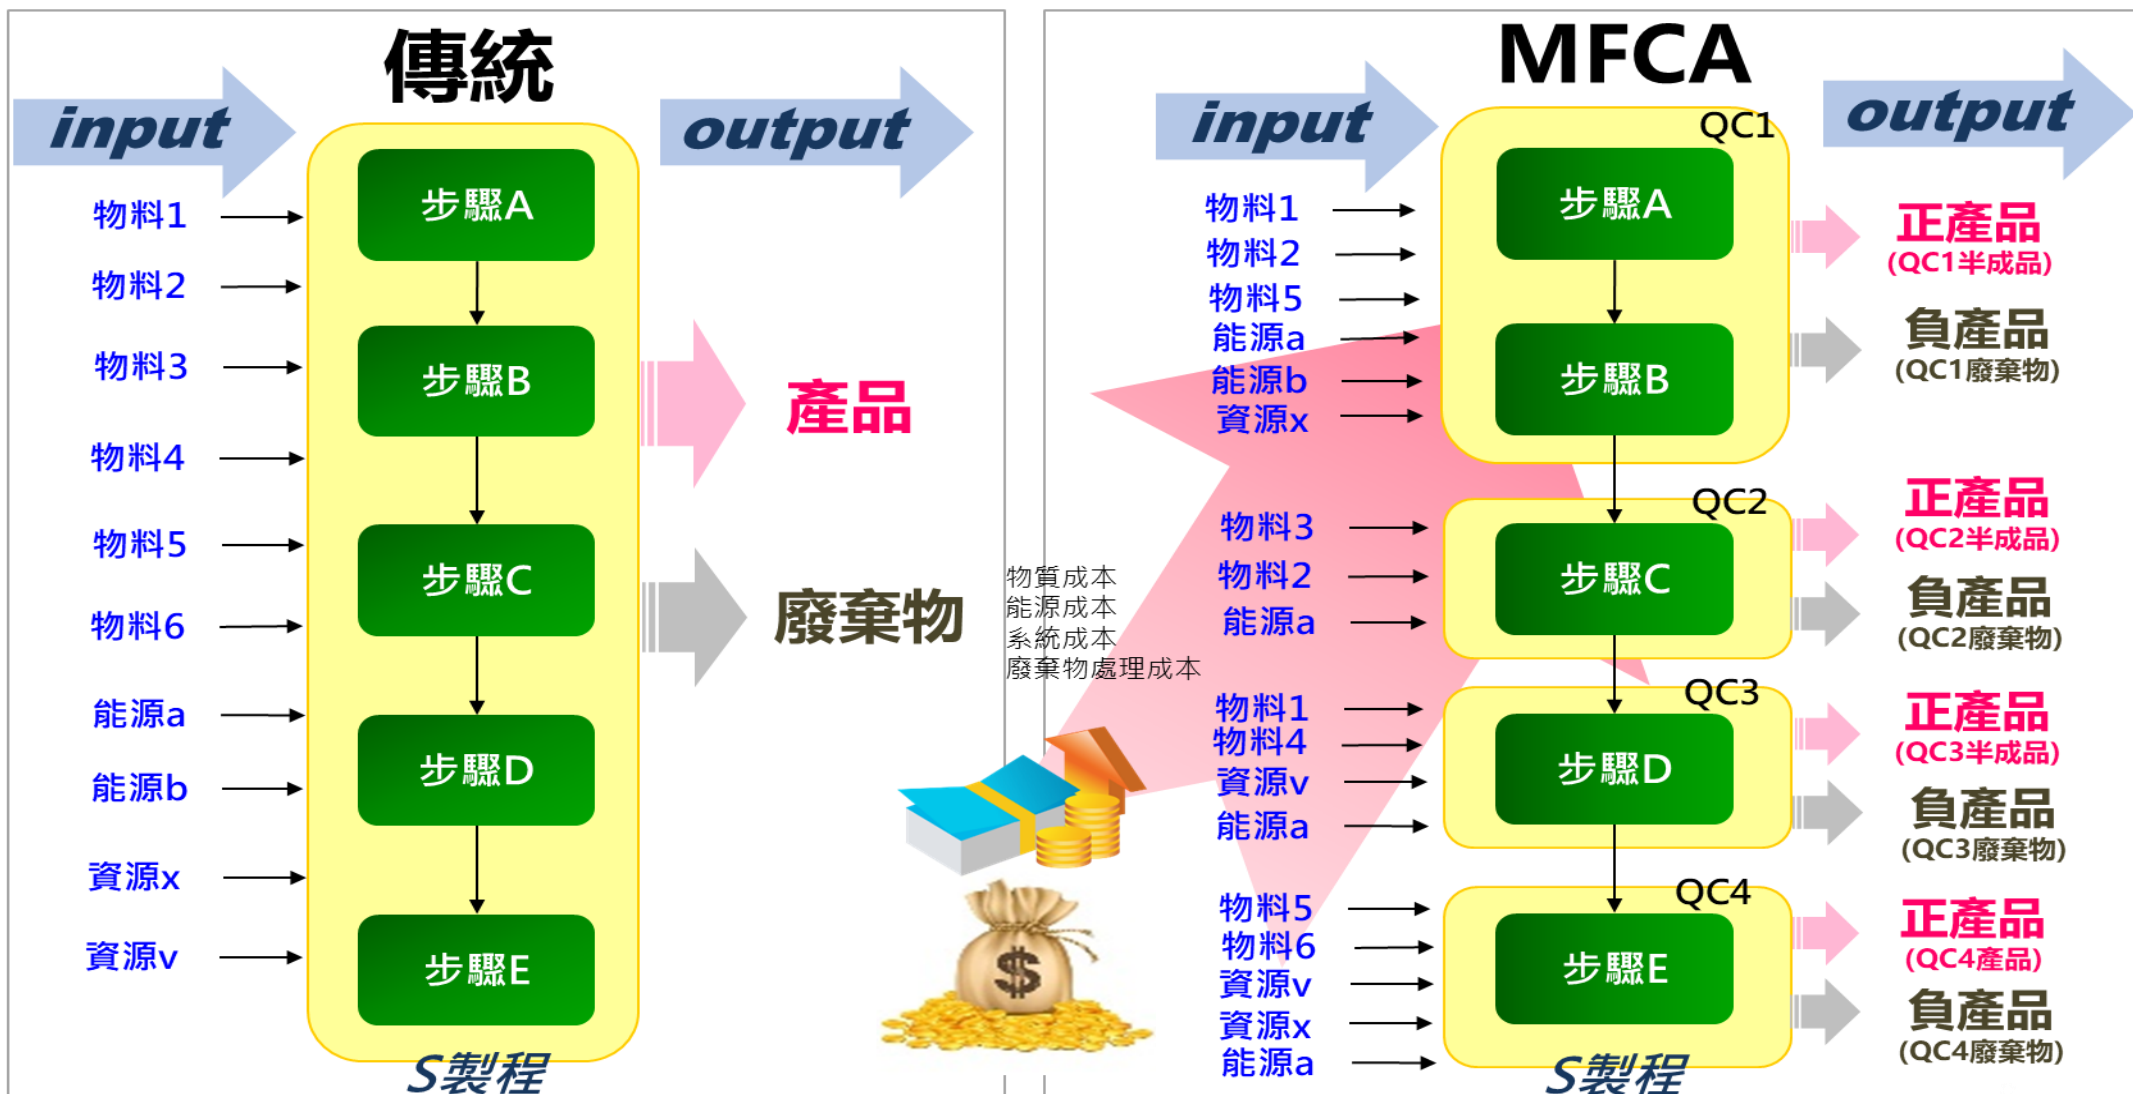 傳統
input
output
物料1
物料2
物料3
物料4
物料5
物料6
能源a
能源b
資源x
資源v
步驟A
步驟B
步驟C
步驟D
步驟E
S製程
產品
廢棄物
物質成本
能源成本
系統成本
廢棄物處理成本
$
MFCA
input
output
QC1
物料1
物料2
物料5
能源a
能源b
資源x
步驟A
步驟B
正產品
(QC1半成品)
負產品
(QC1廢棄物)
QC2
物料3
物料2
能源a
步驟C
正產品
(QC2半成品)
負產品
(QC2廢棄物)
QC3
物料1
物料4
資源v
能源a
步驟D
正產品
(QC3半成品)
負產品
(QC3廢棄物)
QC4
物料5
物料6
資源v
資源x
能源a
步驟E
正產品
(QC4產品)
負產品
(QC4廢棄物)
S製程